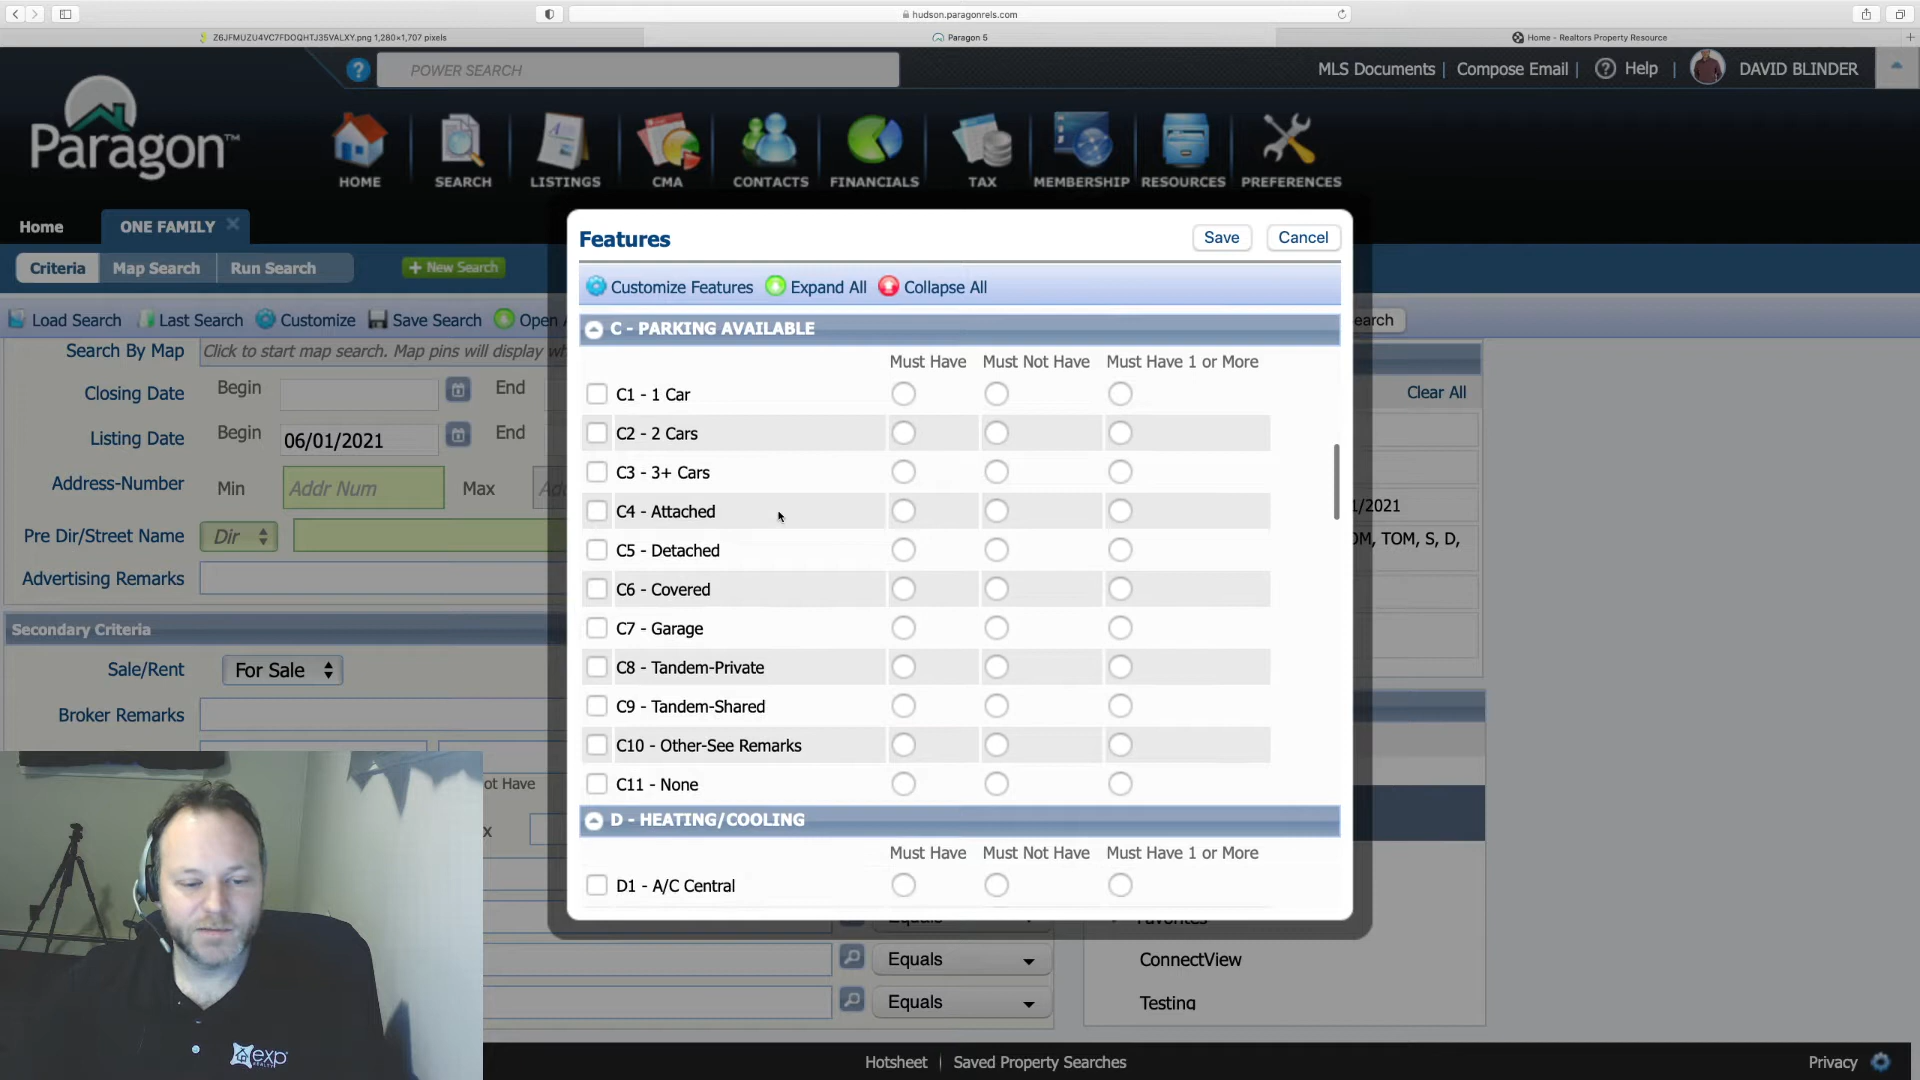 hudson.paragonrels.com
Z6JFMUZU4VC7FDOQHTJ35VALXY.png 1,280×1,707 pixels
Paragon 5
Home - Realtors Property Resource
POWER SEARCH
MLS Documents
Compose Email
Help
DAVID BLINDER
Paragon™
HOME
SEARCH
LISTINGS
CMA
CONTACTS
FINANCIALS
TAX
MEMBERSHIP
RESOURCES
PREFERENCES
Home
ONE FAMILY
Criteria
Map Search
Run Search
+ New Search
Load Search
Last Search
Customize
Save Search
Open
earch
Search By Map
Click to start map search. Map pins will display wh
Closing Date
Begin
End
Clear All
Listing Date
Begin
06/01/2021
End
Address-Number
Min
Addr Num
Max
1/2021
Pre Dir/Street Name
Dir
OM, TOM, S, D,
Advertising Remarks
Secondary Criteria
Sale/Rent
For Sale
Broker Remarks
ot Have
x
Features
Save
Cancel
Customize Features
Expand All
Collapse All
C - PARKING AVAILABLE
Must Have
Must Not Have
Must Have 1 or More
C1 - 1 Car
C2 - 2 Cars
C3 - 3+ Cars
C4 - Attached
C5 - Detached
C6 - Covered
C7 - Garage
C8 - Tandem-Private
C9 - Tandem-Shared
C10 - Other-See Remarks
C11 - None
D - HEATING/COOLING
Must Have
Must Not Have
Must Have 1 or More
D1 - A/C Central
Equals
Favorites
Equals
ConnectView
Equals
Testing
exp
REALTY
Hotsheet
Saved Property Searches
Privacy